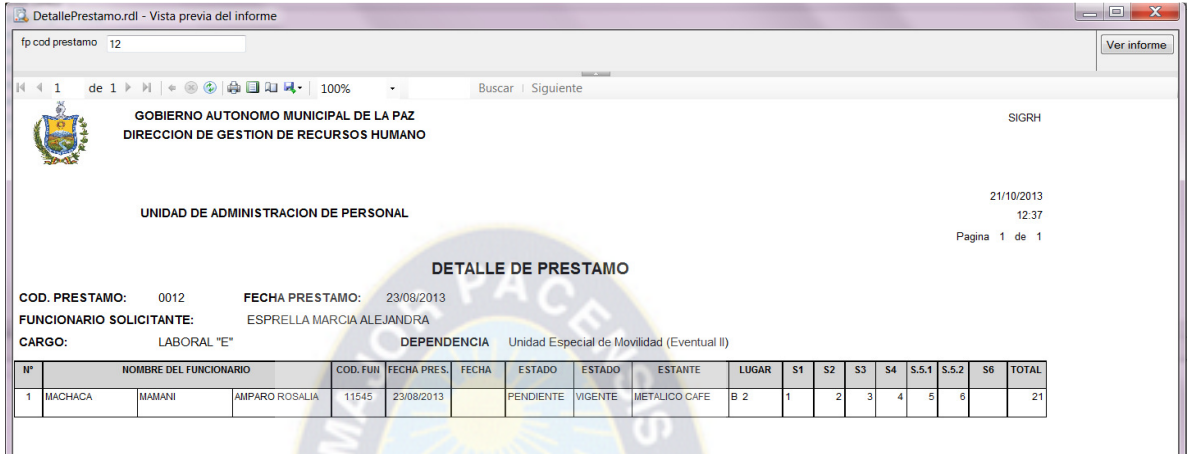 DetallePrestamo.rdl - Vista previa del informe
fp cod prestamo 12 Ver informe
1 de 1 100% Buscar | Siguiente
GOBIERNO AUTONOMO MUNICIPAL DE LA PAZ SIGRH
DIRECCION DE GESTION DE RECURSOS HUMANO
21/10/2013
UNIDAD DE ADMINISTRACION DE PERSONAL 12:37
Pagina 1 de 1
DETALLE DE PRESTAMO
COD. PRESTAMO: 0012 FECHA PRESTAMO: 23/08/2013
FUNCIONARIO SOLICITANTE: ESPRELLA MARCIA ALEJANDRA
CARGO: LABORAL "E" DEPENDENCIA Unidad Especial de Movilidad (Eventual II)
N° NOMBRE DEL FUNCIONARIO COD. FUN FECHA PRES. FECHA ESTADO ESTADO ESTANTE LUGAR S1 S2 S3 S4 S.5.1 S.5.2 S6 TOTAL
1 MACHACA MAMANI AMPARO ROSALIA 11545 23/08/2013 PENDIENTE VIGENTE METALICO CAFE B 2 1 2 3 4 5 6 21
MAJOR PACENSIS